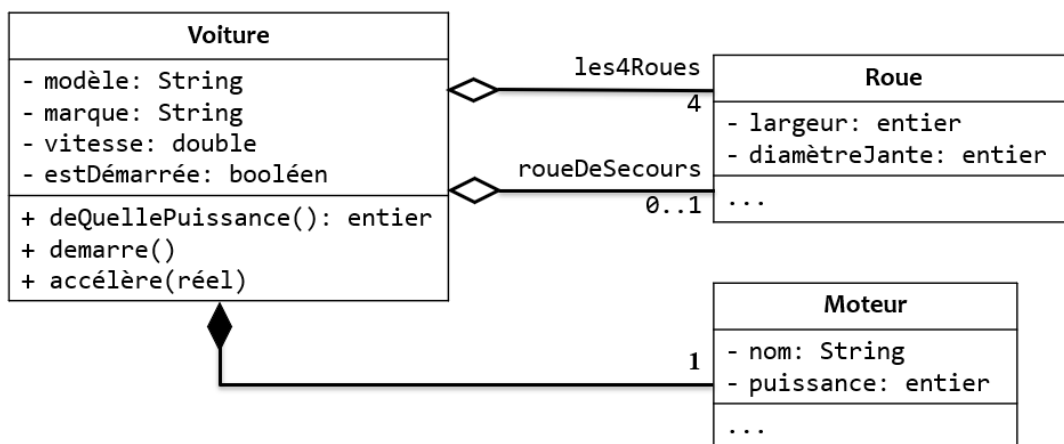 Voiture
- modèle: String
- marque: String
- vitesse: double
- estDémarrée: booléen
+ deQuellePuissance(): entier
+ demarre()
+ accélère(réel)
les4Roues
4
roueDeSecours
0..1
Roue
- largeur: entier
- diamètreJante: entier
...
1
Moteur
- nom: String
- puissance: entier
...